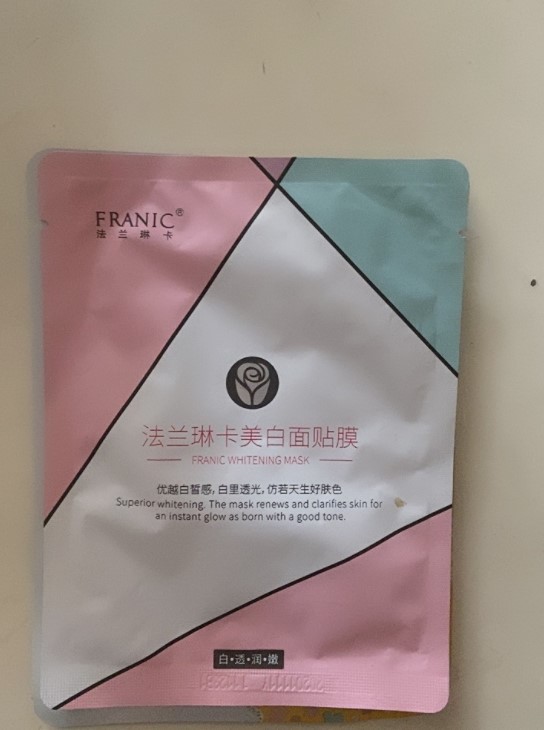 FRANIC®
法兰琳卡
法兰琳卡美白面贴膜
FRANIC WHITENING MASK
优越白皙感,白里透光,仿若天生好肤色
Superior whitening. The mask renews and clarifies skin for
an instant glow as born with a good tone.
白•透•润•嫩